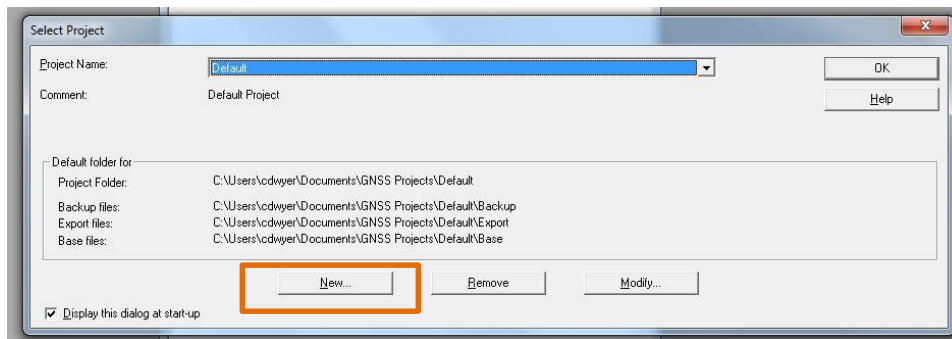 Select Project
Project Name: Default OK
Comment: Default Project Help
Default folder for
Project Folder: C:\Users\cdwyer\Documents\GNSS Projects\Default
Backup files: C:\Users\cdwyer\Documents\GNSS Projects\Default\Backup
Export files: C:\Users\cdwyer\Documents\GNSS Projects\Default\Export
Base files: C:\Users\cdwyer\Documents\GNSS Projects\Default\Base
New... Remove Modify...
Display this dialog at start-up